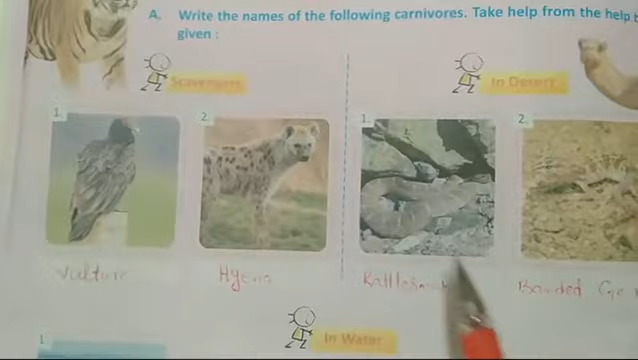 A. Write the names of the following carnivores. Take help from the help
given :
Scavengers
In Desert
1.
2.
1.
2.
Vulture
Hyena
Banded
In Water
1